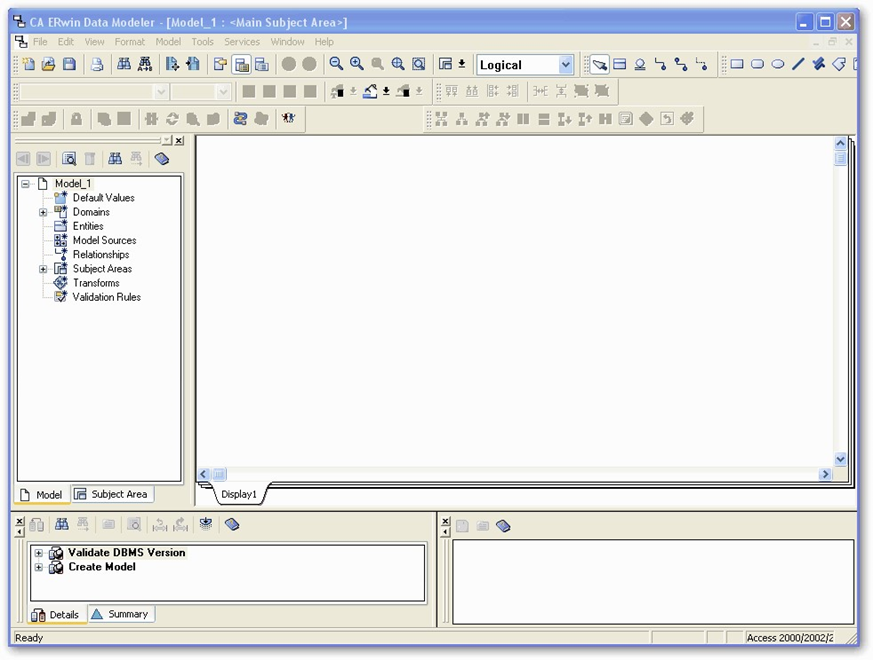 CA ERwin Data Modeler - [Model_1 : <Main Subject Area>]
File Edit View Format Model Tools Services Window Help
Logical
Model_1
Default Values
Domains
Entities
Model Sources
Relationships
Subject Areas
Transforms
Validation Rules
Model Subject Area
Display1
Validate DBMS Version
Create Model
Details Summary
Ready Access 2000/2002/2